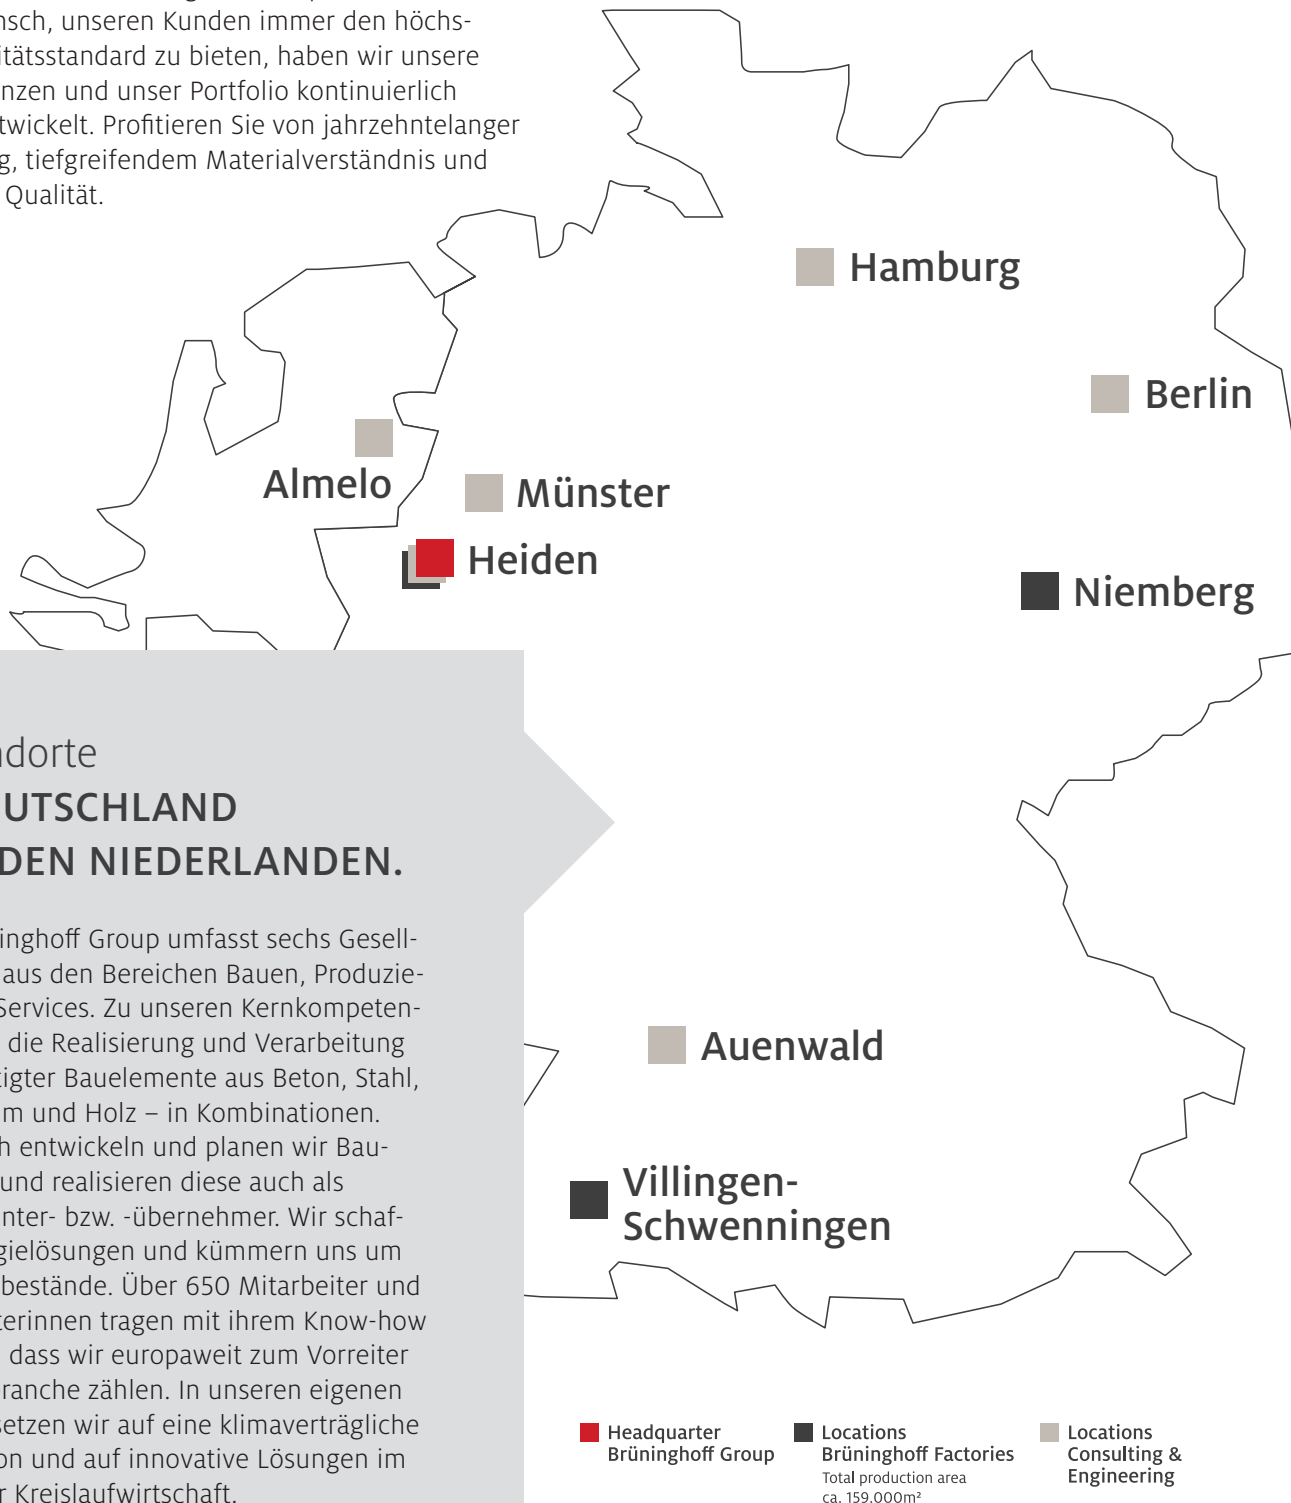 nsch, unseren Kunden immer den höchs-
itätsstandard zu bieten, haben wir unsere
nzen und unser Portfolio kontinuierlich
twickelt. Profitieren Sie von jahrzehntelanger
g, tiefgreifendem Materialverständnis und
Qualität.
Hamburg
Berlin
Almelo
Münster
Heiden
Niemberg
ndorte
UTSCHLAND
DEN NIEDERLANDEN.
inghoff Group umfasst sechs Gesell-
aus den Bereichen Bauen, Produzie-
Services. Zu unseren Kernkompeten-
die Realisierung und Verarbeitung
tigter Bauelemente aus Beton, Stahl,
m und Holz – in Kombinationen.
h entwickeln und planen wir Bau-
und realisieren diese auch als
nter- bzw. -übernehmer. Wir schaf-
gielösungen und kümmern uns um
bestände. Über 650 Mitarbeiter und
terinnen tragen mit ihrem Know-how
dass wir europaweit zum Vorreiter
ranche zählen. In unseren eigenen
setzen wir auf eine klimaverträgliche
on und auf innovative Lösungen im
r Kreislaufwirtschaft.
Auenwald
Villingen-
Schwenningen
Headquarter
Brüninghoff Group
Locations
Brüninghoff Factories
Total production area
ca. 159.000m²
Locations
Consulting &
Engineering